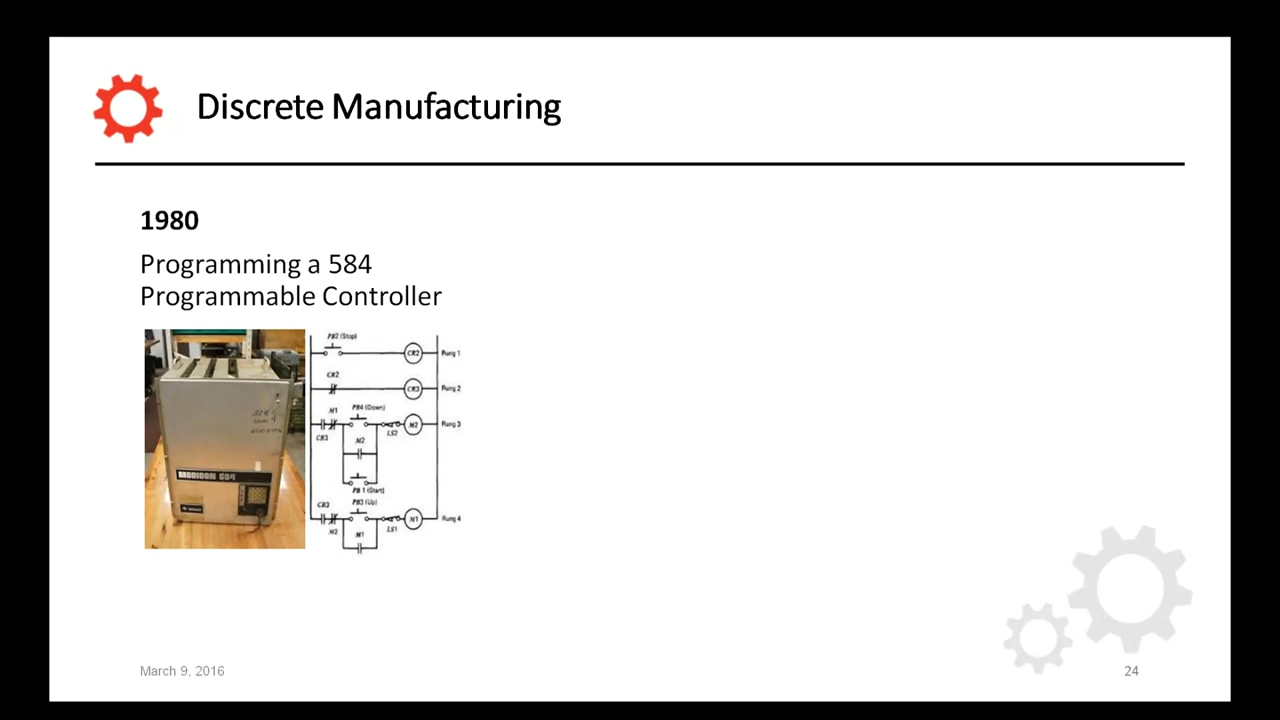 Discrete Manufacturing
1980
Programming a 584
Programmable Controller
MODICON 584
PB2 (Stop)
CR2
Rung 1
CR2
CR3
Rung 2
M1
PB4 (Down)
M2
Rung 3
CR3
M2
LS2
PB 1 (Start)
CR3
PB3 (Up)
M1
Rung 4
M2
M1
LS1
March 9, 2016
24